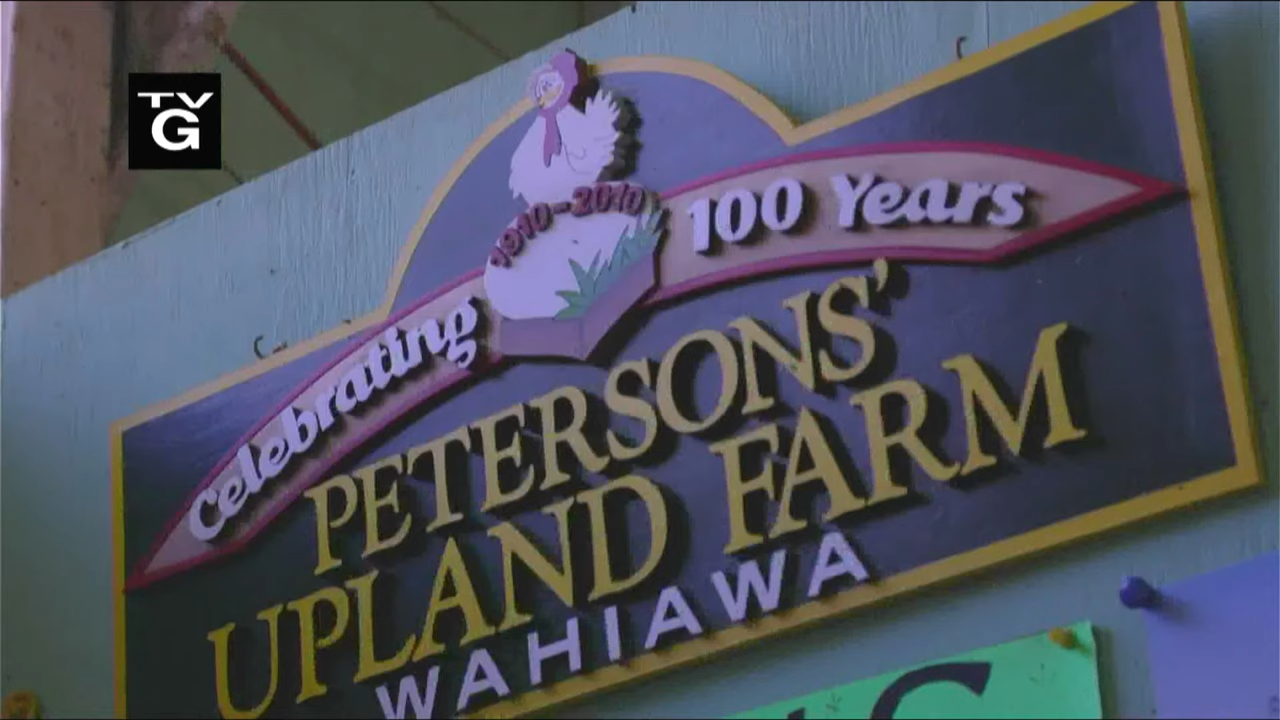 TV
G
1910-2010
Celebrating 100 Years
PETERSONS'
UPLAND FARM
WAHIAWA